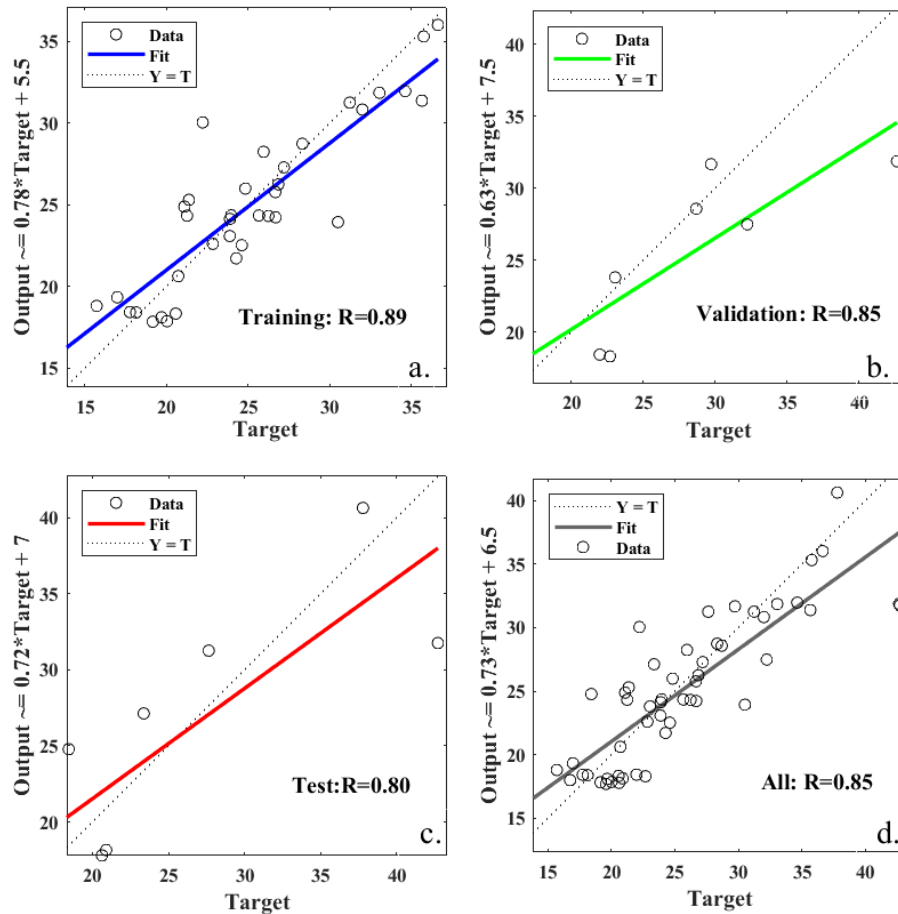 Data
Fit
Y = T
Output ~= 0.78*Target + 5.5
35
30
25
20
15
Training: R=0.89
a.
15 20 25 30 35
Target
Data
Fit
Y = T
Output ~= 0.63*Target + 7.5
40
35
30
25
20
Validation: R=0.85
b.
20 25 30 35 40
Target
Data
Fit
Y = T
Output ~= 0.72*Target + 7
40
35
30
25
20
Test:R=0.80
c.
20 25 30 35 40
Target
Y = T
Fit
Data
Output ~= 0.73*Target + 6.5
40
35
30
25
20
15
All: R=0.85
d.
15 20 25 30 35 40
Target